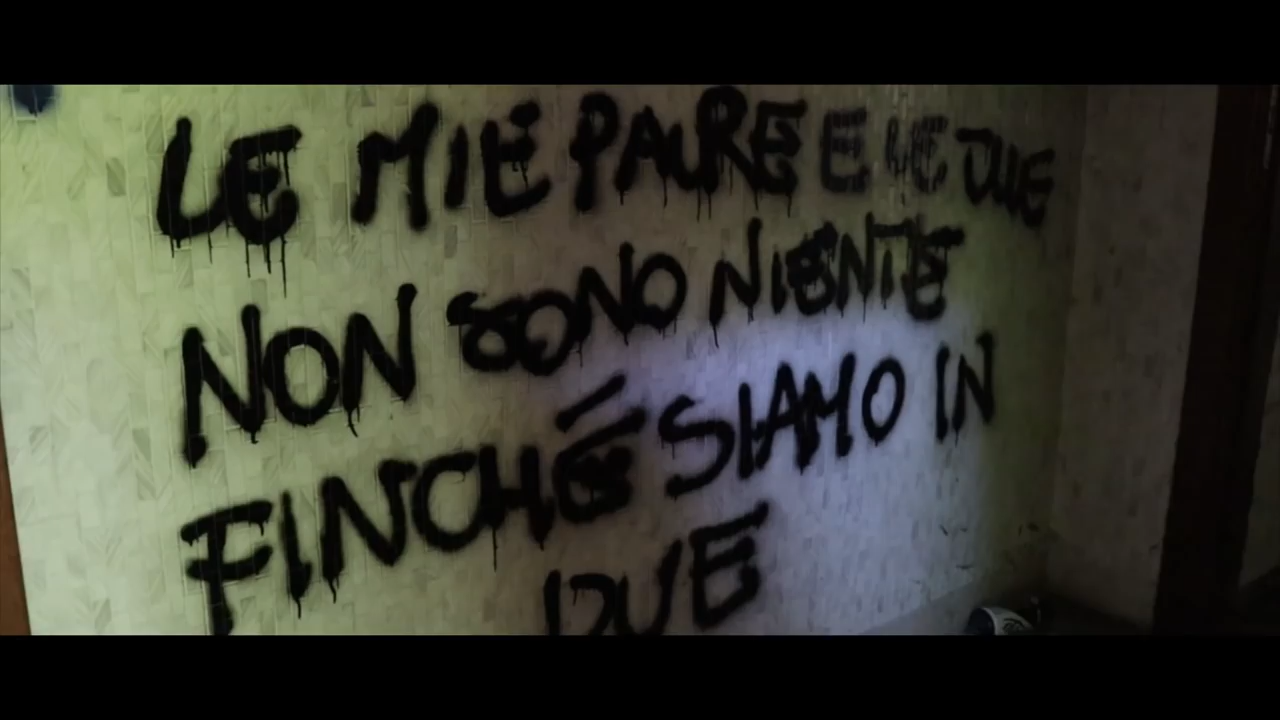 LE MIE PAURE E LE TUE
NON SONO NIENTE
FINCHÉ SIAMO IN
DUE